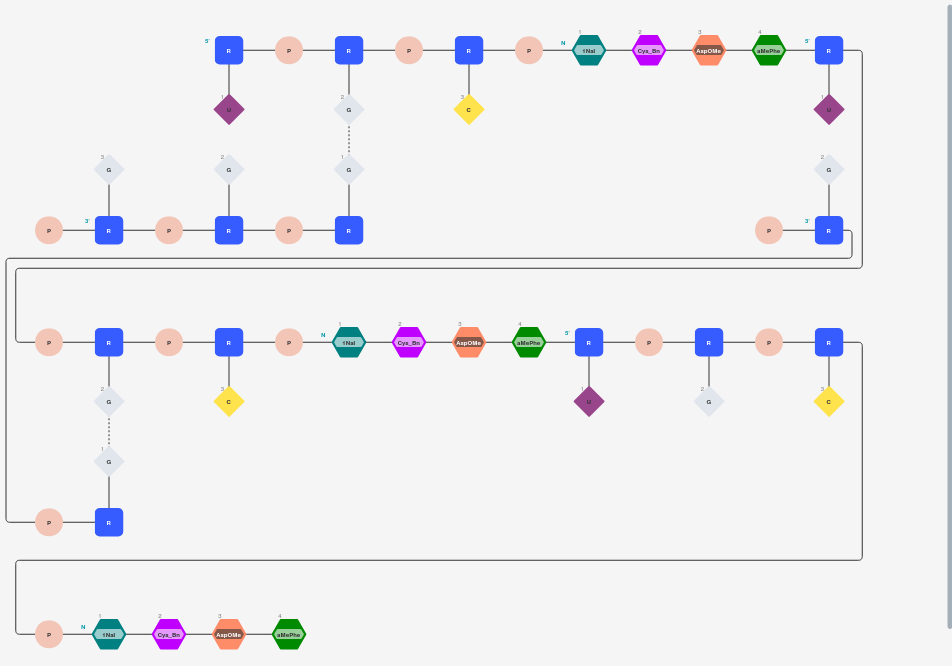 5' R P R P R P N 1 1Nal 2 Cys_Bn 3 AspOMe 4 aMePhe 5' R
1 U 2 G 3 C 1 U
3 G 2 G 1 G 2 G
P 3' R P R P R P 3' R
P R P R P N 1 1Nal 2 Cys_Bn 3 AspOMe 4 aMePhe 5' R P R P R
2 G 3 C 1 U 2 G 3 C
1 G
P R
P N 1 1Nal 2 Cys_Bn 3 AspOMe 4 aMePhe